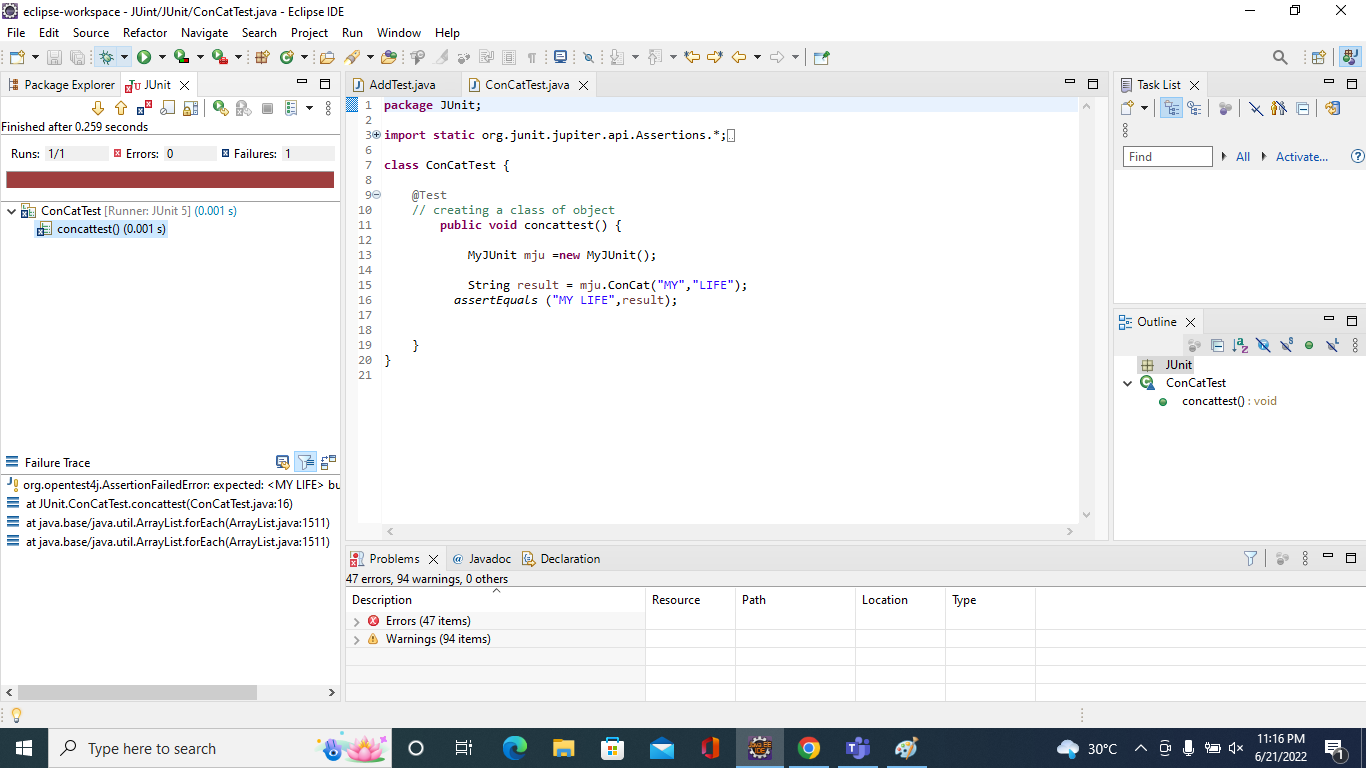 eclipse-workspace - JUint/JUnit/ConCatTest.java - Eclipse IDE
File Edit Source Refactor Navigate Search Project Run Window Help
Package Explorer JUnit
Finished after 0.259 seconds
Runs: 1/1 Errors: 0 Failures: 1
ConCatTest [Runner: JUnit 5] (0.001 s)
concattest() (0.001 s)
Failure Trace
org.opentest4j.AssertionFailedError: expected: <MY LIFE> bu
at JUnit.ConCatTest.concattest(ConCatTest.java:16)
at java.base/java.util.ArrayList.forEach(ArrayList.java:1511)
at java.base/java.util.ArrayList.forEach(ArrayList.java:1511)
AddTest.java ConCatTest.java
1 package JUnit;
2
3 import static org.junit.jupiter.api.Assertions.*;
6
7 class ConCatTest {
8
9 @Test
10 // creating a class of object
11 public void concattest() {
12
13 MyJUnit mju =new MyJUnit();
14
15 String result = mju.ConCat("MY","LIFE");
16 assertEquals ("MY LIFE",result);
17
18
19 }
20 }
21
Task List
Find All Activate...
Outline
JUnit
ConCatTest
concattest() : void
Problems @ Javadoc Declaration
47 errors, 94 warnings, 0 others
Description Resource Path Location Type
Errors (47 items)
Warnings (94 items)
Type here to search
30°C
11:16 PM
6/21/2022
1